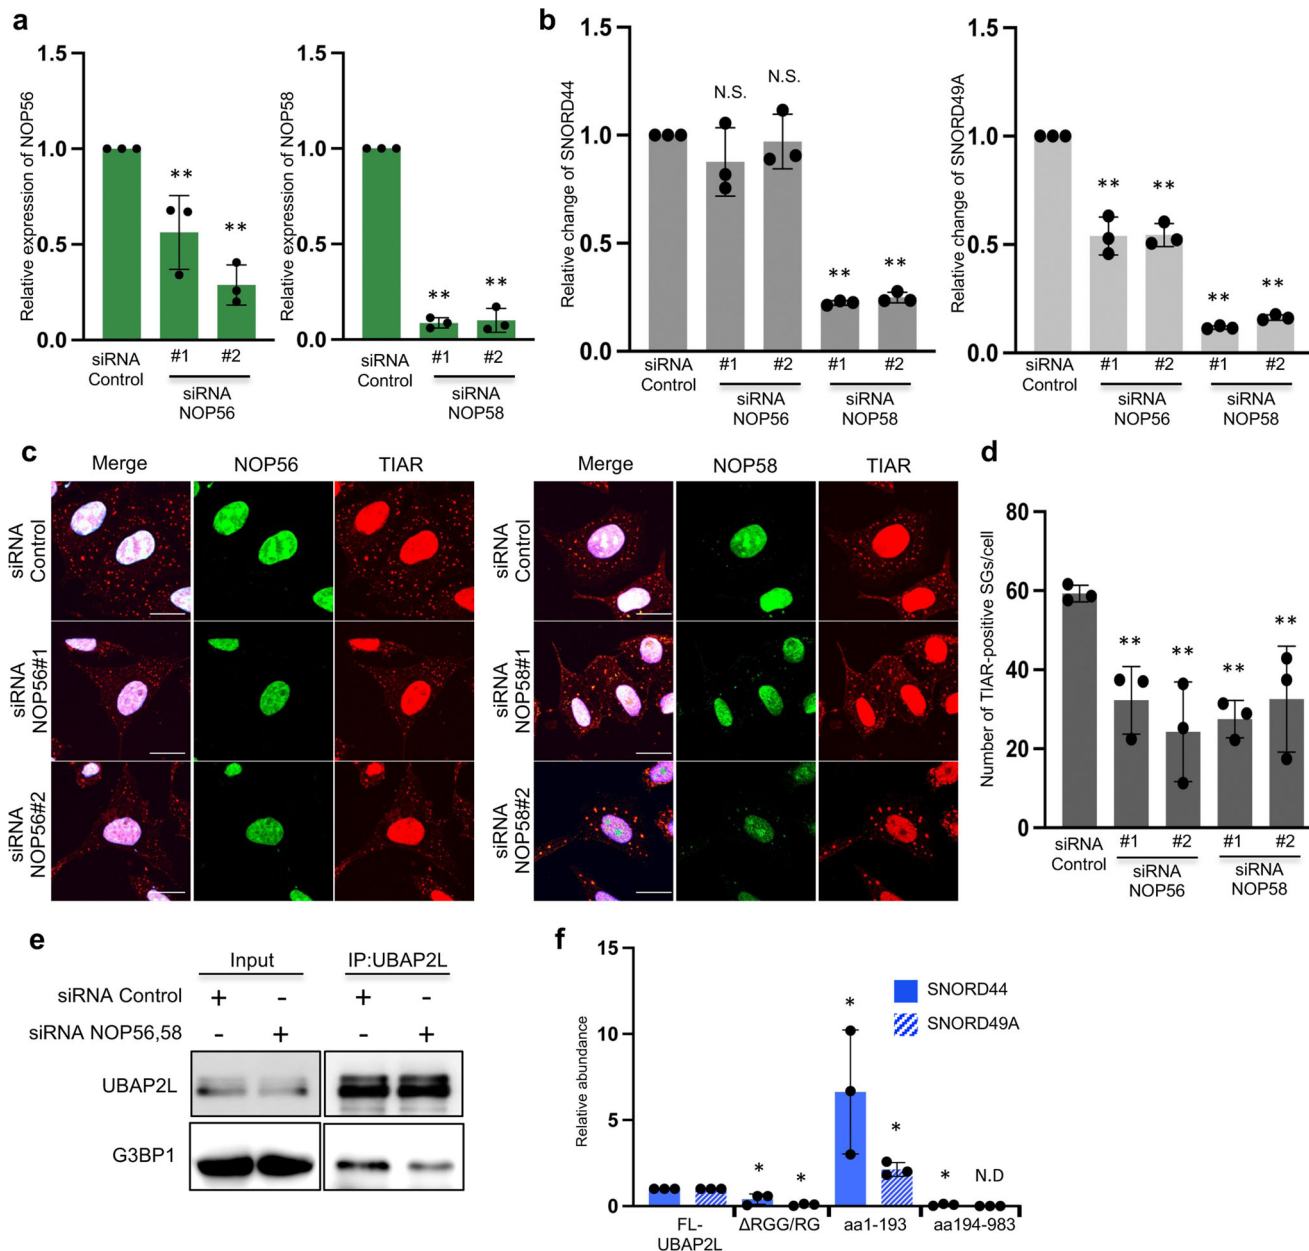 a
1.5
1.0
0.5
0.0
Relative expression of NOP56
**
**
siRNA
Control
#1
#2
siRNA
NOP56
1.5
1.0
0.5
0.0
Relative expression of NOP58
**
**
siRNA
Control
#1
#2
siRNA
NOP58
b
1.5
1.0
0.5
0.0
Relative change of SNORD44
N.S.
N.S.
**
**
siRNA
Control
#1
#2
#1
#2
siRNA
NOP56
siRNA
NOP58
1.5
1.0
0.5
0.0
Relative change of SNORD49A
**
**
**
**
siRNA
Control
#1
#2
#1
#2
siRNA
NOP56
siRNA
NOP58
c
Merge
NOP56
TIAR
siRNA
Control
siRNA
NOP56#1
siRNA
NOP56#2
Merge
NOP58
TIAR
siRNA
Control
siRNA
NOP58#1
siRNA
NOP58#2
d
80
60
40
20
0
Number of TIAR-positive SGs/cell
**
**
**
**
siRNA
Control
#1
#2
#1
#2
siRNA
NOP56
siRNA
NOP58
e
Input
IP:UBAP2L
siRNA Control + - + -
siRNA NOP56,58 - + - +
UBAP2L
G3BP1
f
15
10
5
0
Relative abundance
SNORD44
SNORD49A
*
*
*
*
*
N.D
FL-
UBAP2L
ΔRGG/RG
aa1-193
aa194-983